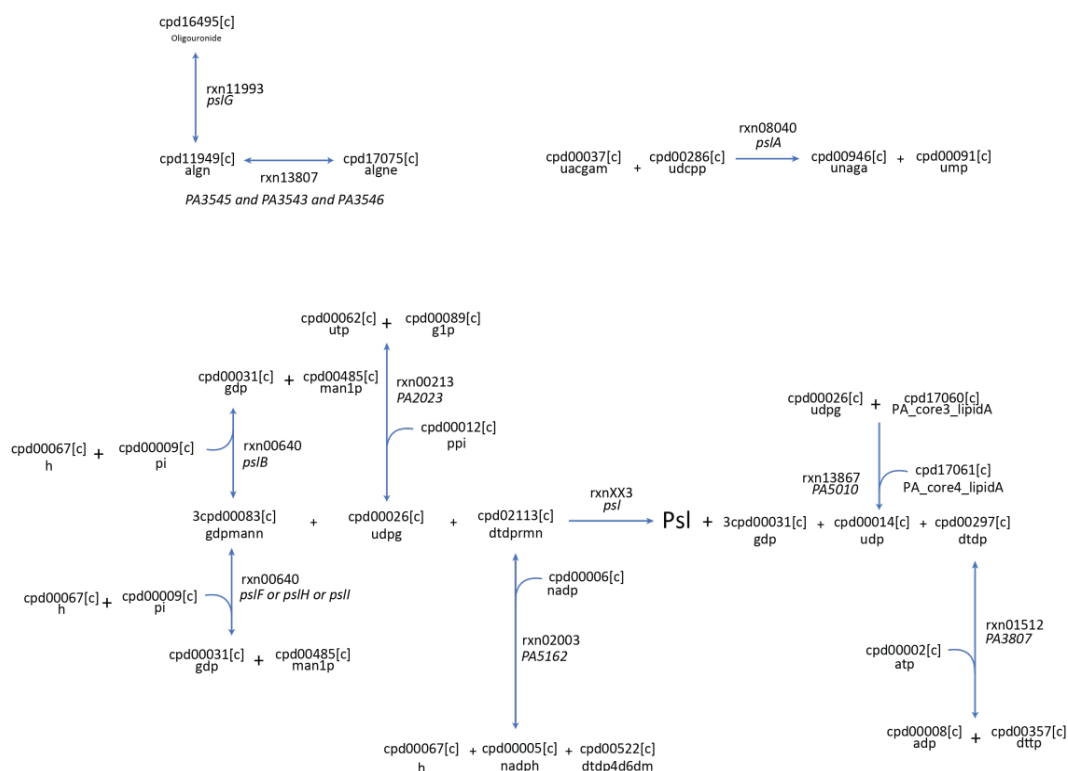 cpd16495[c]
Oligouronide
rxn11993
pslG
cpd11949[c]
algn
rxn13807
cpd17075[c]
algne
PA3545 and PA3543 and PA3546
rxn08040
pslA
cpd00037[c] + cpd00286[c] cpd00946[c] + cpd00091[c]
uacgam udcpp unaga ump
cpd00062[c] + cpd00089[c]
utp g1p
rxn00213
PA2023
cpd00012[c]
ppi
cpd00031[c] + cpd00485[c]
gdp man1p
cpd00067[c] + cpd00009[c]
h pi
rxn00640
pslB
cpd00026[c] + cpd17060[c]
udpg PA_core3_lipidA
rxn13867
PA5010
cpd17061[c]
PA_core4_lipidA
3cpd00083[c] + cpd00026[c] + cpd02113[c]
gdpmann udpg dtdprmn
rxnXX3
psl
Psl + 3cpd00031[c] + cpd00014[c] + cpd00297[c]
gdp udp dtdp
rxn00640
pslF or pslH or pslI
cpd00067[c] + cpd00009[c]
h pi
cpd00031[c] + cpd00485[c]
gdp man1p
cpd00006[c]
nadp
rxn02003
PA5162
cpd00067[c] + cpd00005[c] + cpd00522[c]
h nadph dtdp4d6dm
rxn01512
PA3807
cpd00002[c]
atp
cpd00008[c] + cpd00357[c]
adp dttp